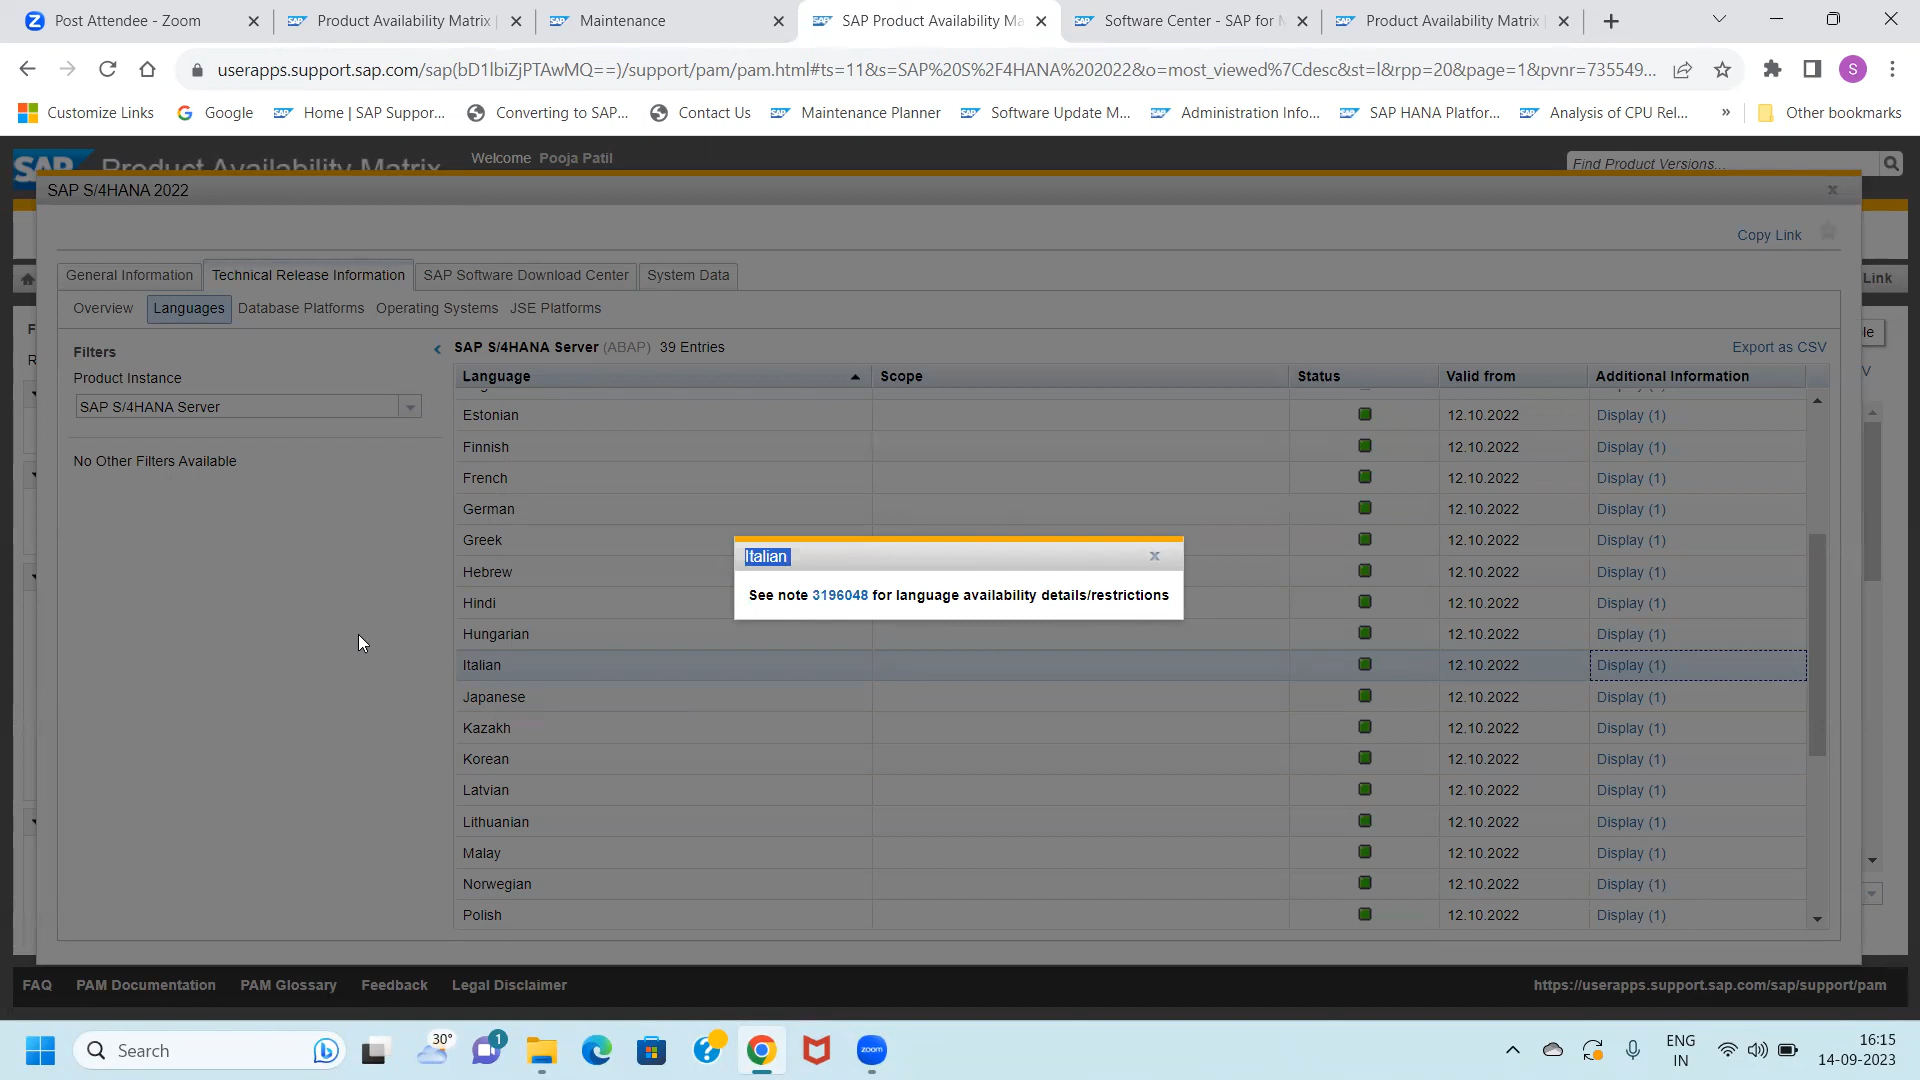 Post Attendee - Zoom
Product Availability Matrix
Maintenance
SAP Product Availability Ma
Software Center - SAP for
Product Availability Matrix
userapps.support.sap.com/sap(bD1lbiZjPTAwMQ==)/support/pam/pam.html#ts=11&s=SAP%20S%2F4HANA%202022&o=most_viewed%7Cdesc&st=l&rpp=20&page=1&pvnr=735549...
S
Customize Links
Google
Home | SAP Suppor...
Converting to SAP...
Contact Us
Maintenance Planner
Software Update M...
Administration Info...
SAP HANA Platfor...
Analysis of CPU Rel...
»
Other bookmarks
SAP Product Availability Matrix
Welcome Pooja Patil
Find Product Versions...
SAP S/4HANA 2022
Copy Link
Link
General Information
Technical Release Information
SAP Software Download Center
System Data
Overview
Languages
Database Platforms
Operating Systems
JSE Platforms
Filters
Product Instance
SAP S/4HANA Server
No Other Filters Available
SAP S/4HANA Server (ABAP) 39 Entries
Export as CSV
Language Scope Status Valid from Additional Information
Estonian 12.10.2022 Display (1)
Finnish 12.10.2022 Display (1)
French 12.10.2022 Display (1)
German 12.10.2022 Display (1)
Greek 12.10.2022 Display (1)
Hebrew 12.10.2022 Display (1)
Hindi 12.10.2022 Display (1)
Hungarian 12.10.2022 Display (1)
Italian 12.10.2022 Display (1)
Japanese 12.10.2022 Display (1)
Kazakh 12.10.2022 Display (1)
Korean 12.10.2022 Display (1)
Latvian 12.10.2022 Display (1)
Lithuanian 12.10.2022 Display (1)
Malay 12.10.2022 Display (1)
Norwegian 12.10.2022 Display (1)
Polish 12.10.2022 Display (1)
Italian
See note 3196048 for language availability details/restrictions
FAQ
PAM Documentation
PAM Glossary
Feedback
Legal Disclaimer
https://userapps.support.sap.com/sap/support/pam
Search
30°
1
zoom
ENG
IN
16:15
14-09-2023